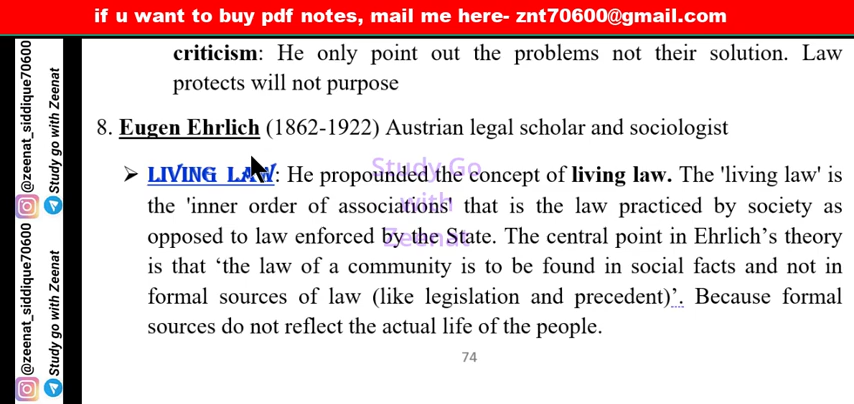 if u want to buy pdf notes, mail me here- znt70600@gmail.com
criticism: He only point out the problems not their solution. Law
protects will not purpose
8. Eugen Ehrlich (1862-1922) Austrian legal scholar and sociologist
➤ LIVING LAW: He propounded the concept of living law. The 'living law' is
the 'inner order of associations' that is the law practiced by society as
opposed to law enforced by the State. The central point in Ehrlich’s theory
is that ‘the law of a community is to be found in social facts and not in
formal sources of law (like legislation and precedent)’. Because formal
sources do not reflect the actual life of the people.
74
Study Go
with
Zeenat
@zeenat_siddique70600
Study go with Zeenat
@zeenat_siddique70600
Study go with Zeenat